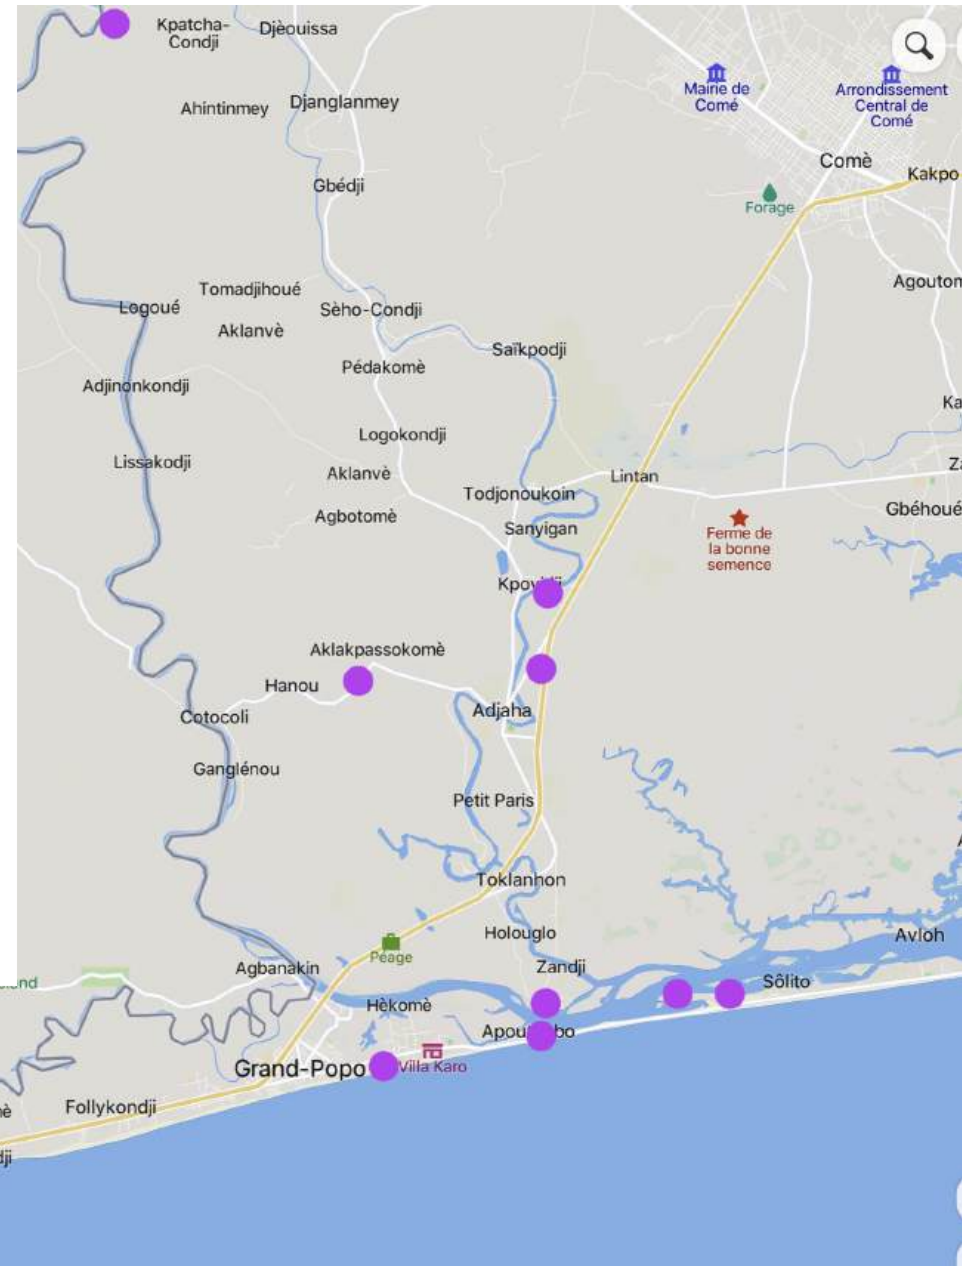 Kpatcha-
Condji
Djèouissa
Mairie de
Comé
Arrondissement
Central de
Comé
Ahintinmey
Djanglanmey
Comè
Kakpo
Gbédji
Forage
Tomadjihoué
Agouton
Logoué
Sèho-Condji
Aklanvè
Saïkpodji
Pédakomè
Adjinonkondji
Ka
Logokondji
Lissakodji
Aklanvè
Lintan
Za
Todjonoukoin
Agbotomè
Gbéhoué
Sanyigan
Ferme de
la bonne
semence
Aklakpassokomè
Hanou
Cotocoli
Adjaha
Ganglénou
Petit Paris
Toklanhon
Holouglo
Avloh
Péage
Agbanakin
Zandji
Sôlito
Hèkomè
Grand-Popo
Villa Karo
Follykondji